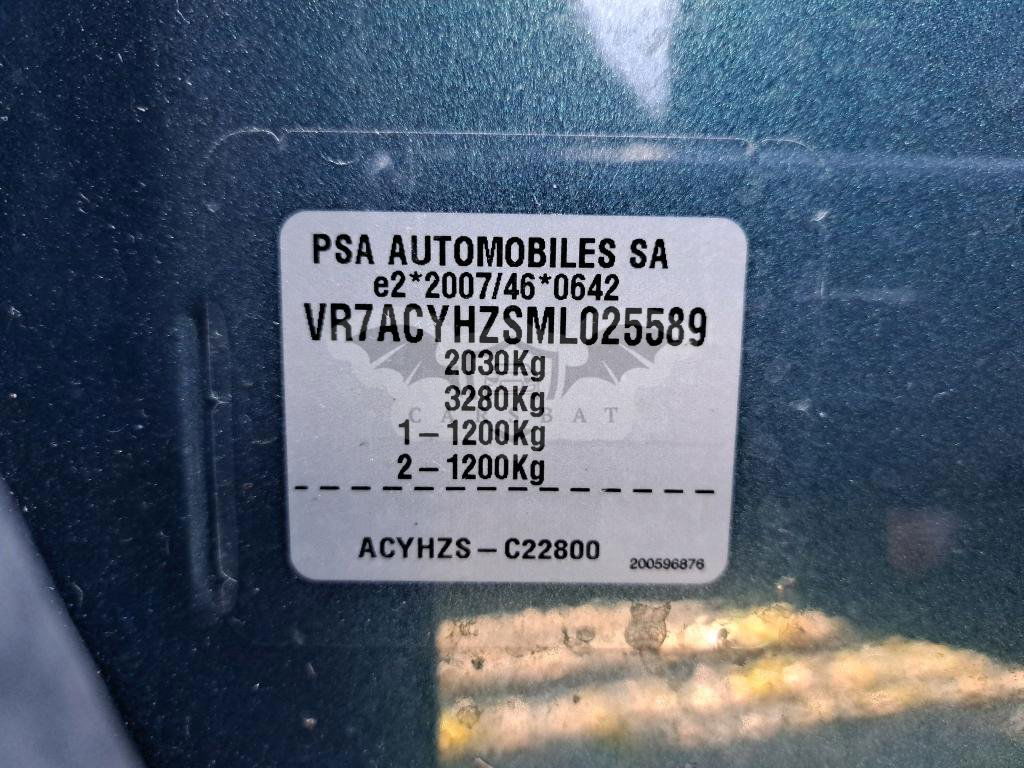 PSA AUTOMOBILES SA
e2*2007/46*0642
VR7ACYHZSML025589
2030Kg
3280Kg
CARSBAT
1-1200Kg
2-1200Kg
ACYHZS-C22800
200596876